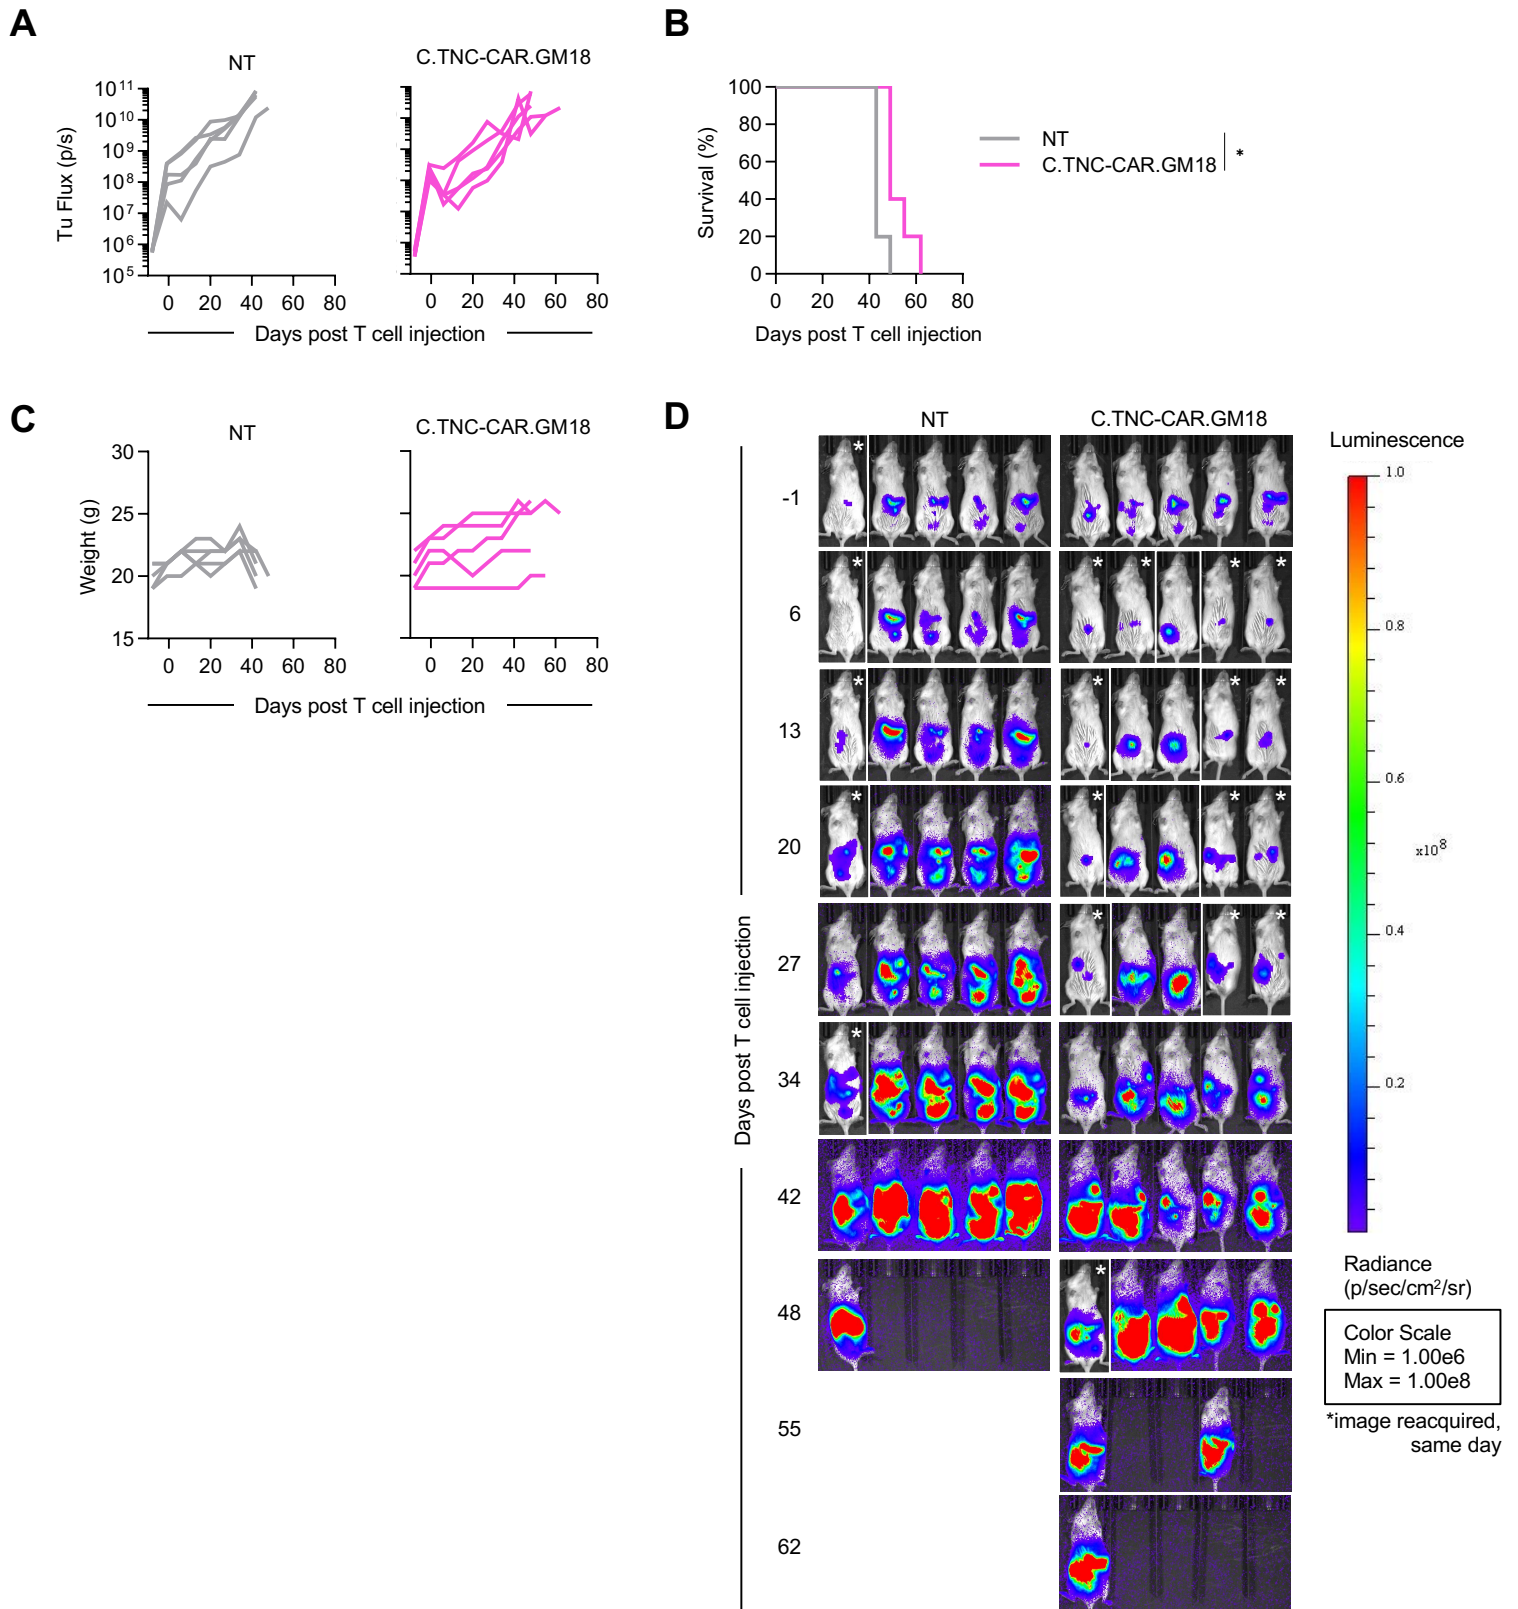 A
NT
C.TNC-CAR.GM18
Tu Flux (p/s)
10¹¹
10¹⁰
10⁹
10⁸
10⁷
10⁶
10⁵
0 20 40 60 80
0 20 40 60 80
Days post T cell injection
B
Survival (%)
100
80
60
40
20
0
0 20 40 60 80
Days post T cell injection
NT
C.TNC-CAR.GM18
*
C
NT
C.TNC-CAR.GM18
Weight (g)
30
25
20
15
0 20 40 60 80
0 20 40 60 80
Days post T cell injection
D
NT
C.TNC-CAR.GM18
Days post T cell injection
-1
*
6
* * * * *
13
* * * *
20
* * * *
27
* * *
34
*
42
48
*
55
62
Luminescence
1.0
0.8
0.6
x10⁸
0.4
0.2
Radiance
(p/sec/cm²/sr)
Color Scale
Min = 1.00e6
Max = 1.00e8
*image reacquired,
same day